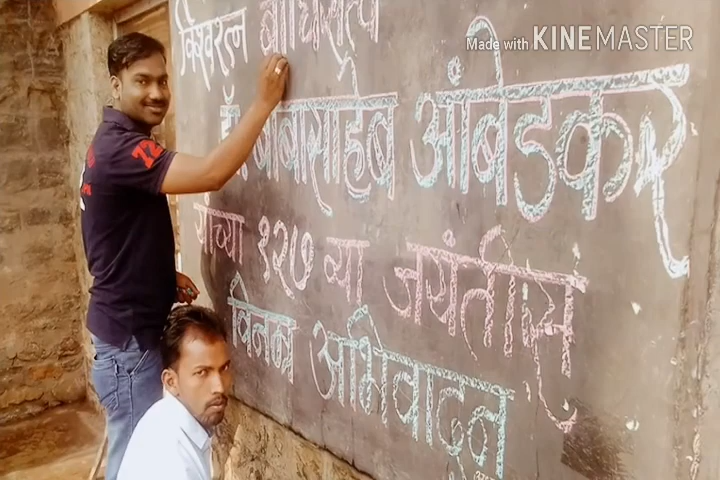 विश्वरत्न बोधिसत्व
Made with KINEMASTER
डॉ. बाबासाहेब आंबेडकर
यांच्या १२७ व्या जयंतीस
विनम्र अभिवादन